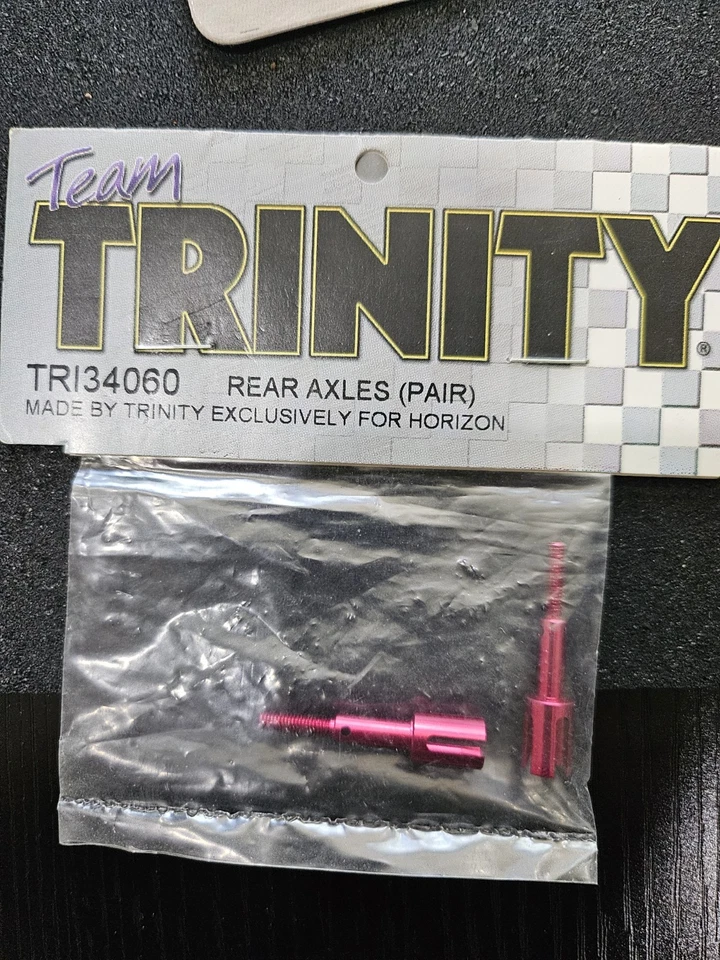 Team
TRINITY®
TRI34060 REAR AXLES (PAIR)
MADE BY TRINITY EXCLUSIVELY FOR HORIZON